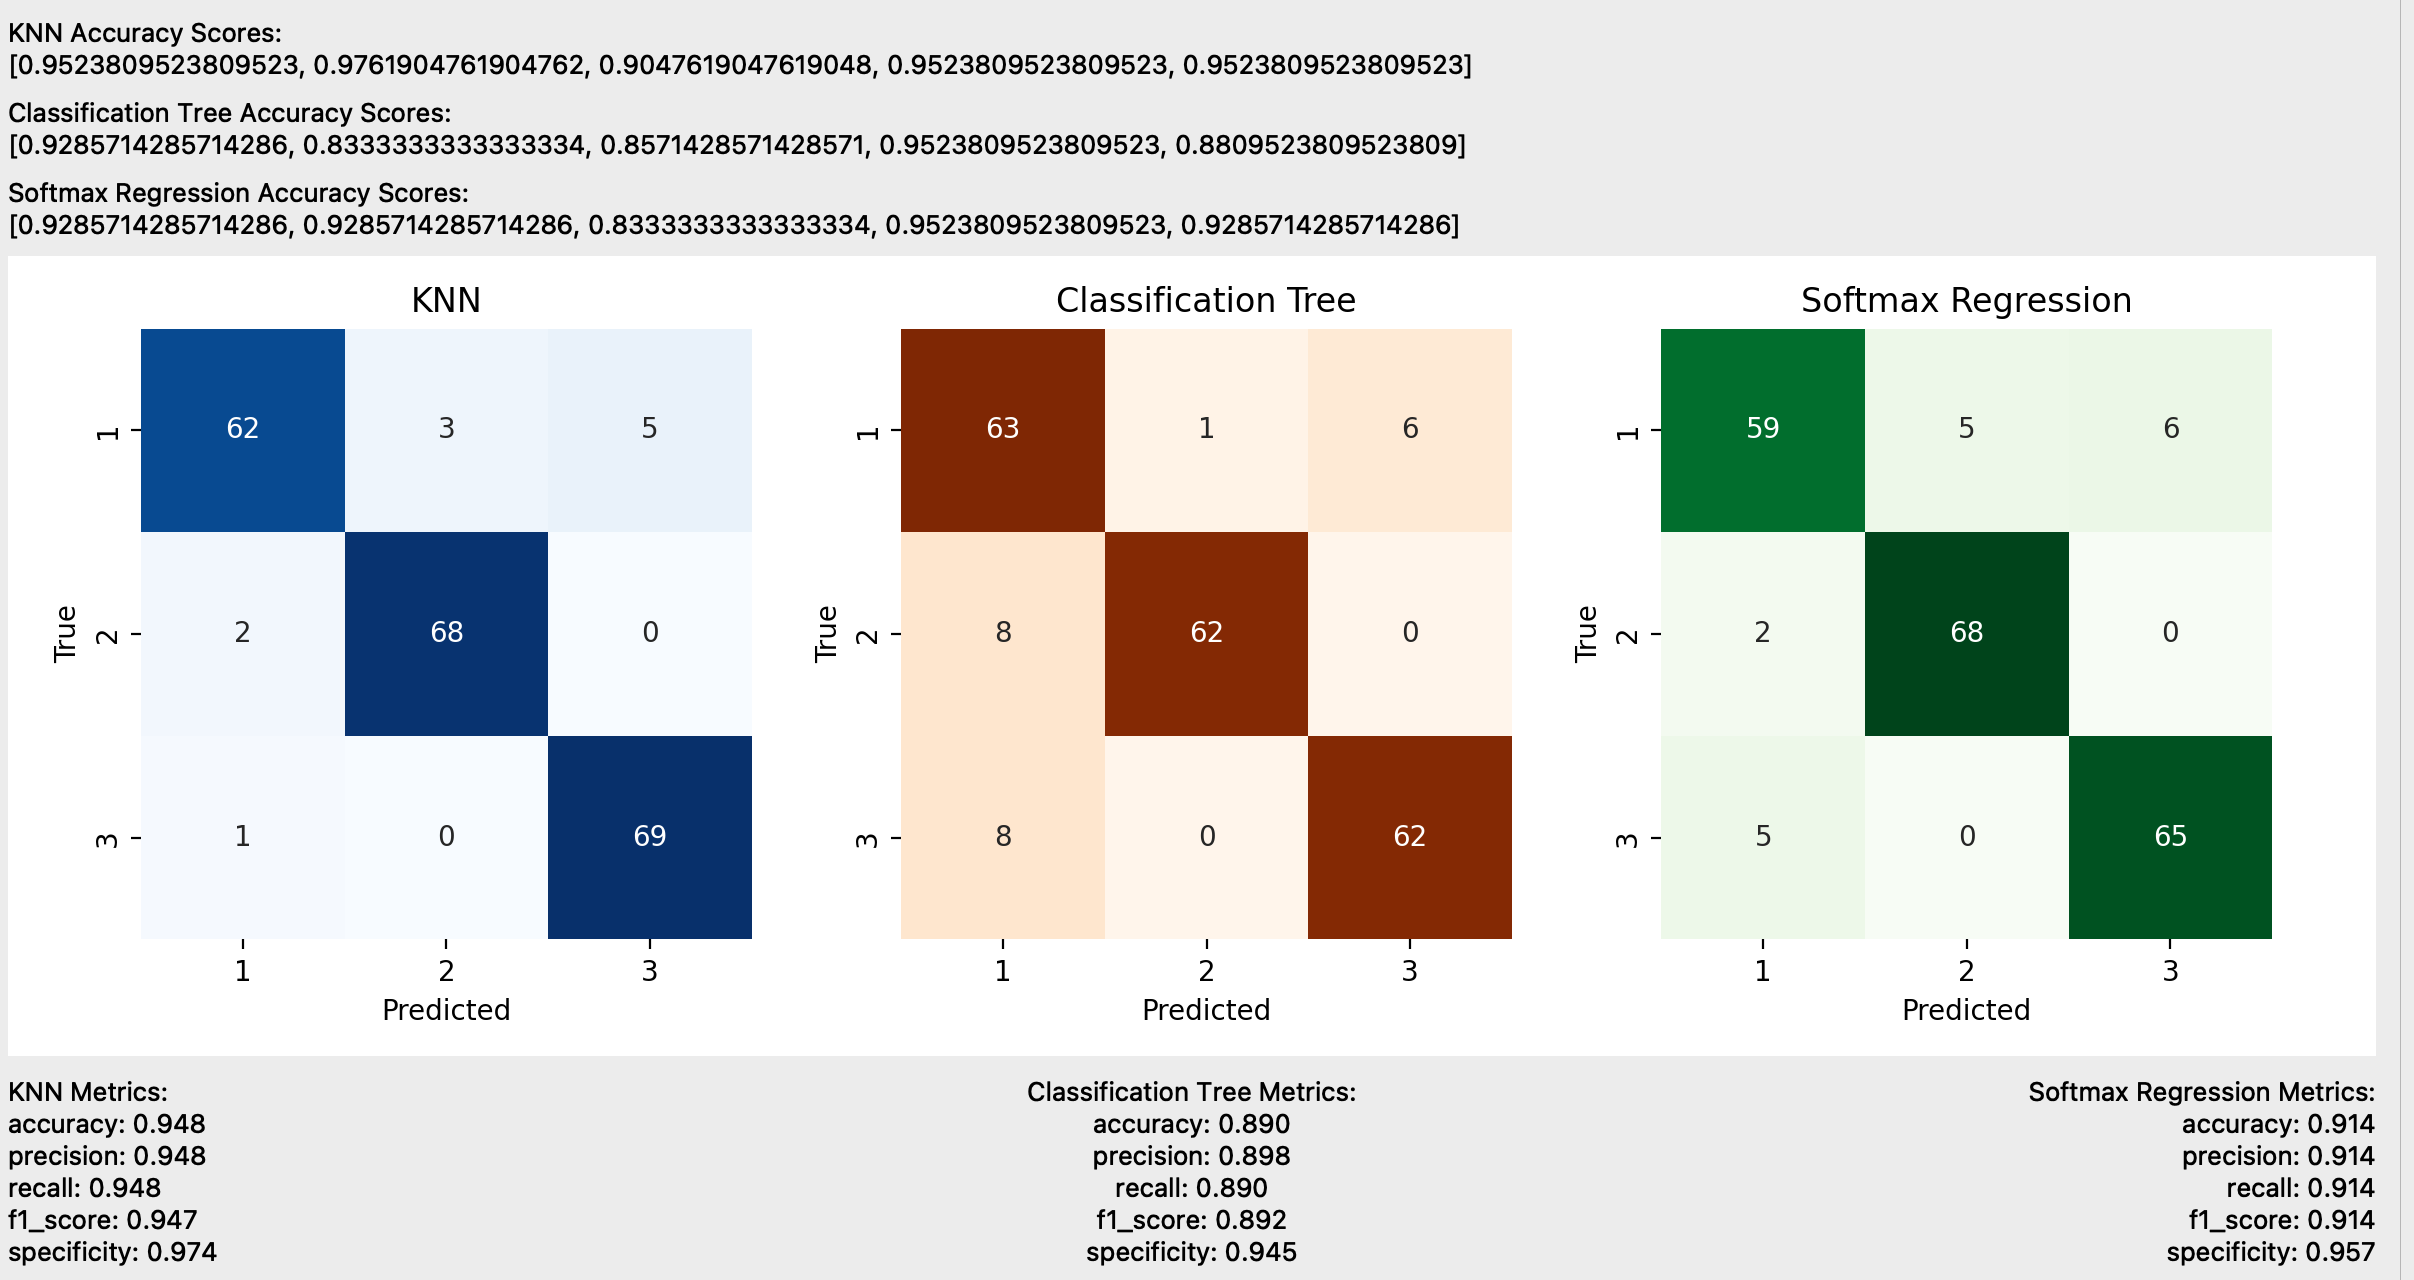 KNN Accuracy Scores:
[0.9523809523809523, 0.9761904761904762, 0.9047619047619048, 0.9523809523809523, 0.9523809523809523]
Classification Tree Accuracy Scores:
[0.9285714285714286, 0.8333333333333334, 0.8571428571428571, 0.9523809523809523, 0.8809523809523809]
Softmax Regression Accuracy Scores:
[0.9285714285714286, 0.9285714285714286, 0.8333333333333334, 0.9523809523809523, 0.9285714285714286]
KNN
1 62 3 5
True
2 2 68 0
3 1 0 69
1 2 3
Predicted
Classification Tree
1 63 1 6
True
2 8 62 0
3 8 0 62
1 2 3
Predicted
Softmax Regression
1 59 5 6
True
2 2 68 0
3 5 0 65
1 2 3
Predicted
KNN Metrics:
accuracy: 0.948
precision: 0.948
recall: 0.948
f1_score: 0.947
specificity: 0.974
Classification Tree Metrics:
accuracy: 0.890
precision: 0.898
recall: 0.890
f1_score: 0.892
specificity: 0.945
Softmax Regression Metrics:
accuracy: 0.914
precision: 0.914
recall: 0.914
f1_score: 0.914
specificity: 0.957